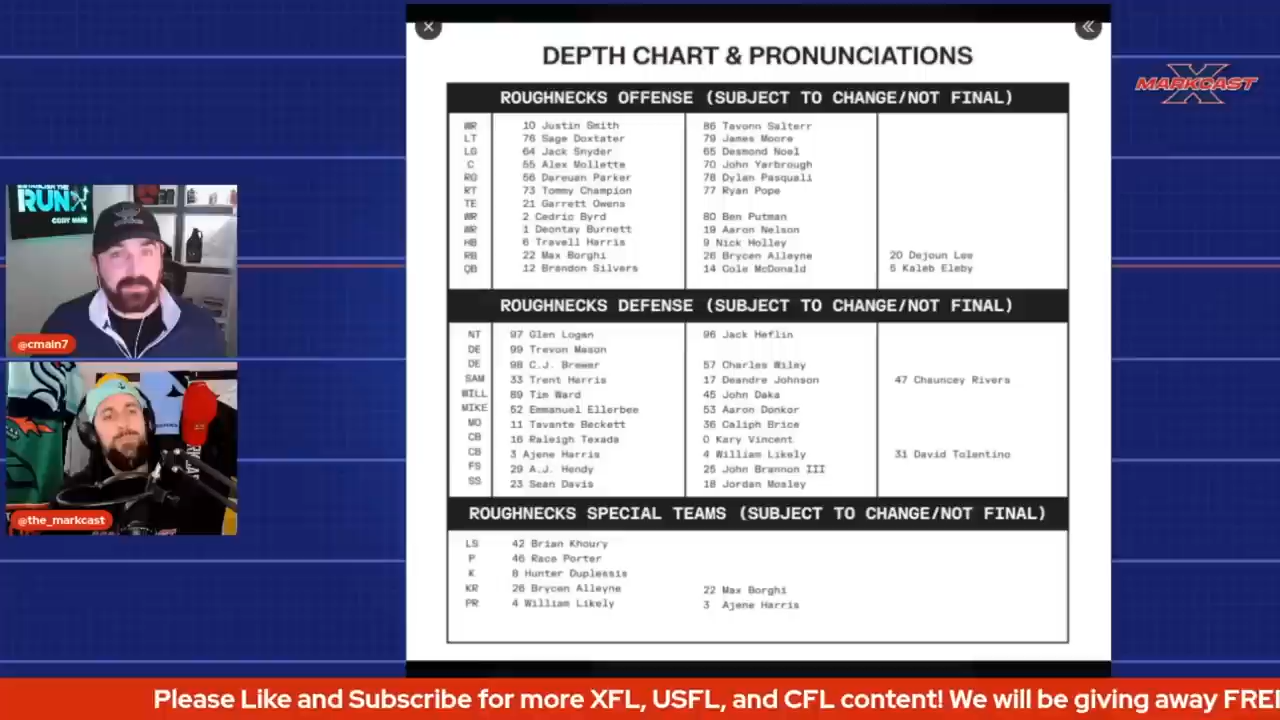 DEPTH CHART & PRONUNCIATIONS
MARKCAST
ROUGHNECKS OFFENSE (SUBJECT TO CHANGE/NOT FINAL)
WR 10 Justin Smith 86 Tavonn Salterr
LT 76 Sage Doxtater 79 James Moore
LG 64 Jack Snyder 65 Desmond Noel
C 55 Alex Mollette 70 John Yarbrough
RG 56 Dareuan Parker 78 Dylan Pasquali
RT 73 Tommy Champion 77 Ryan Pope
TE 21 Garrett Owens
WR 2 Cedric Byrd 80 Ben Putman
WR 1 Deontay Burnett 19 Aaron Nelson
HB 6 Travell Harris 9 Nick Holley
RB 22 Max Borghi 26 Brycen Alleyne 20 Dejoun Lee
QB 12 Brandon Silvers 14 Cole McDonald 5 Kaleb Eleby
ROUGHNECKS DEFENSE (SUBJECT TO CHANGE/NOT FINAL)
NT 97 Glen Logan 96 Jack Heflin
DE 99 Trevon Mason
DE 98 C.J. Brewer 57 Charles Wiley
SAM 33 Trent Harris 17 Deandre Johnson 47 Chauncey Rivers
WILL 89 Tim Ward 45 John Daka
MIKE 52 Emmanuel Ellerbee 53 Aaron Donkor
MO 11 Tavante Beckett 36 Caliph Brice
CB 16 Raleigh Texada 0 Kary Vincent
CB 3 Ajene Harris 4 William Likely 31 David Tolentino
FS 29 A.J. Hendy 25 John Brannon III
SS 23 Sean Davis 18 Jordan Mosley
ROUGHNECKS SPECIAL TEAMS (SUBJECT TO CHANGE/NOT FINAL)
LS 42 Brian Khoury
P 46 Race Porter
K 8 Hunter Duplessis
KR 26 Brycen Alleyne 22 Max Borghi
PR 4 William Likely 3 Ajene Harris
ESTABLISH THE
RUN
CODY MAIN
@cmain7
@the_markcast
Please Like and Subscribe for more XFL, USFL, and CFL content! We will be giving away FREE